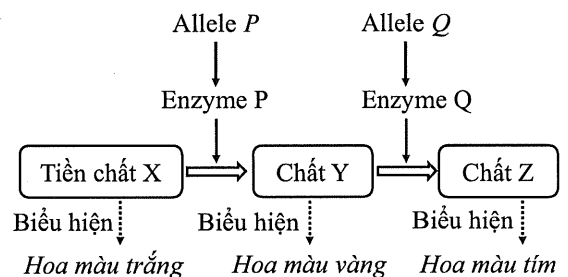 Allele P Allele Q
Enzyme P Enzyme Q
Tiền chất X Chất Y Chất Z
Biểu hiện Biểu hiện Biểu hiện
Hoa màu trắng Hoa màu vàng Hoa màu tím